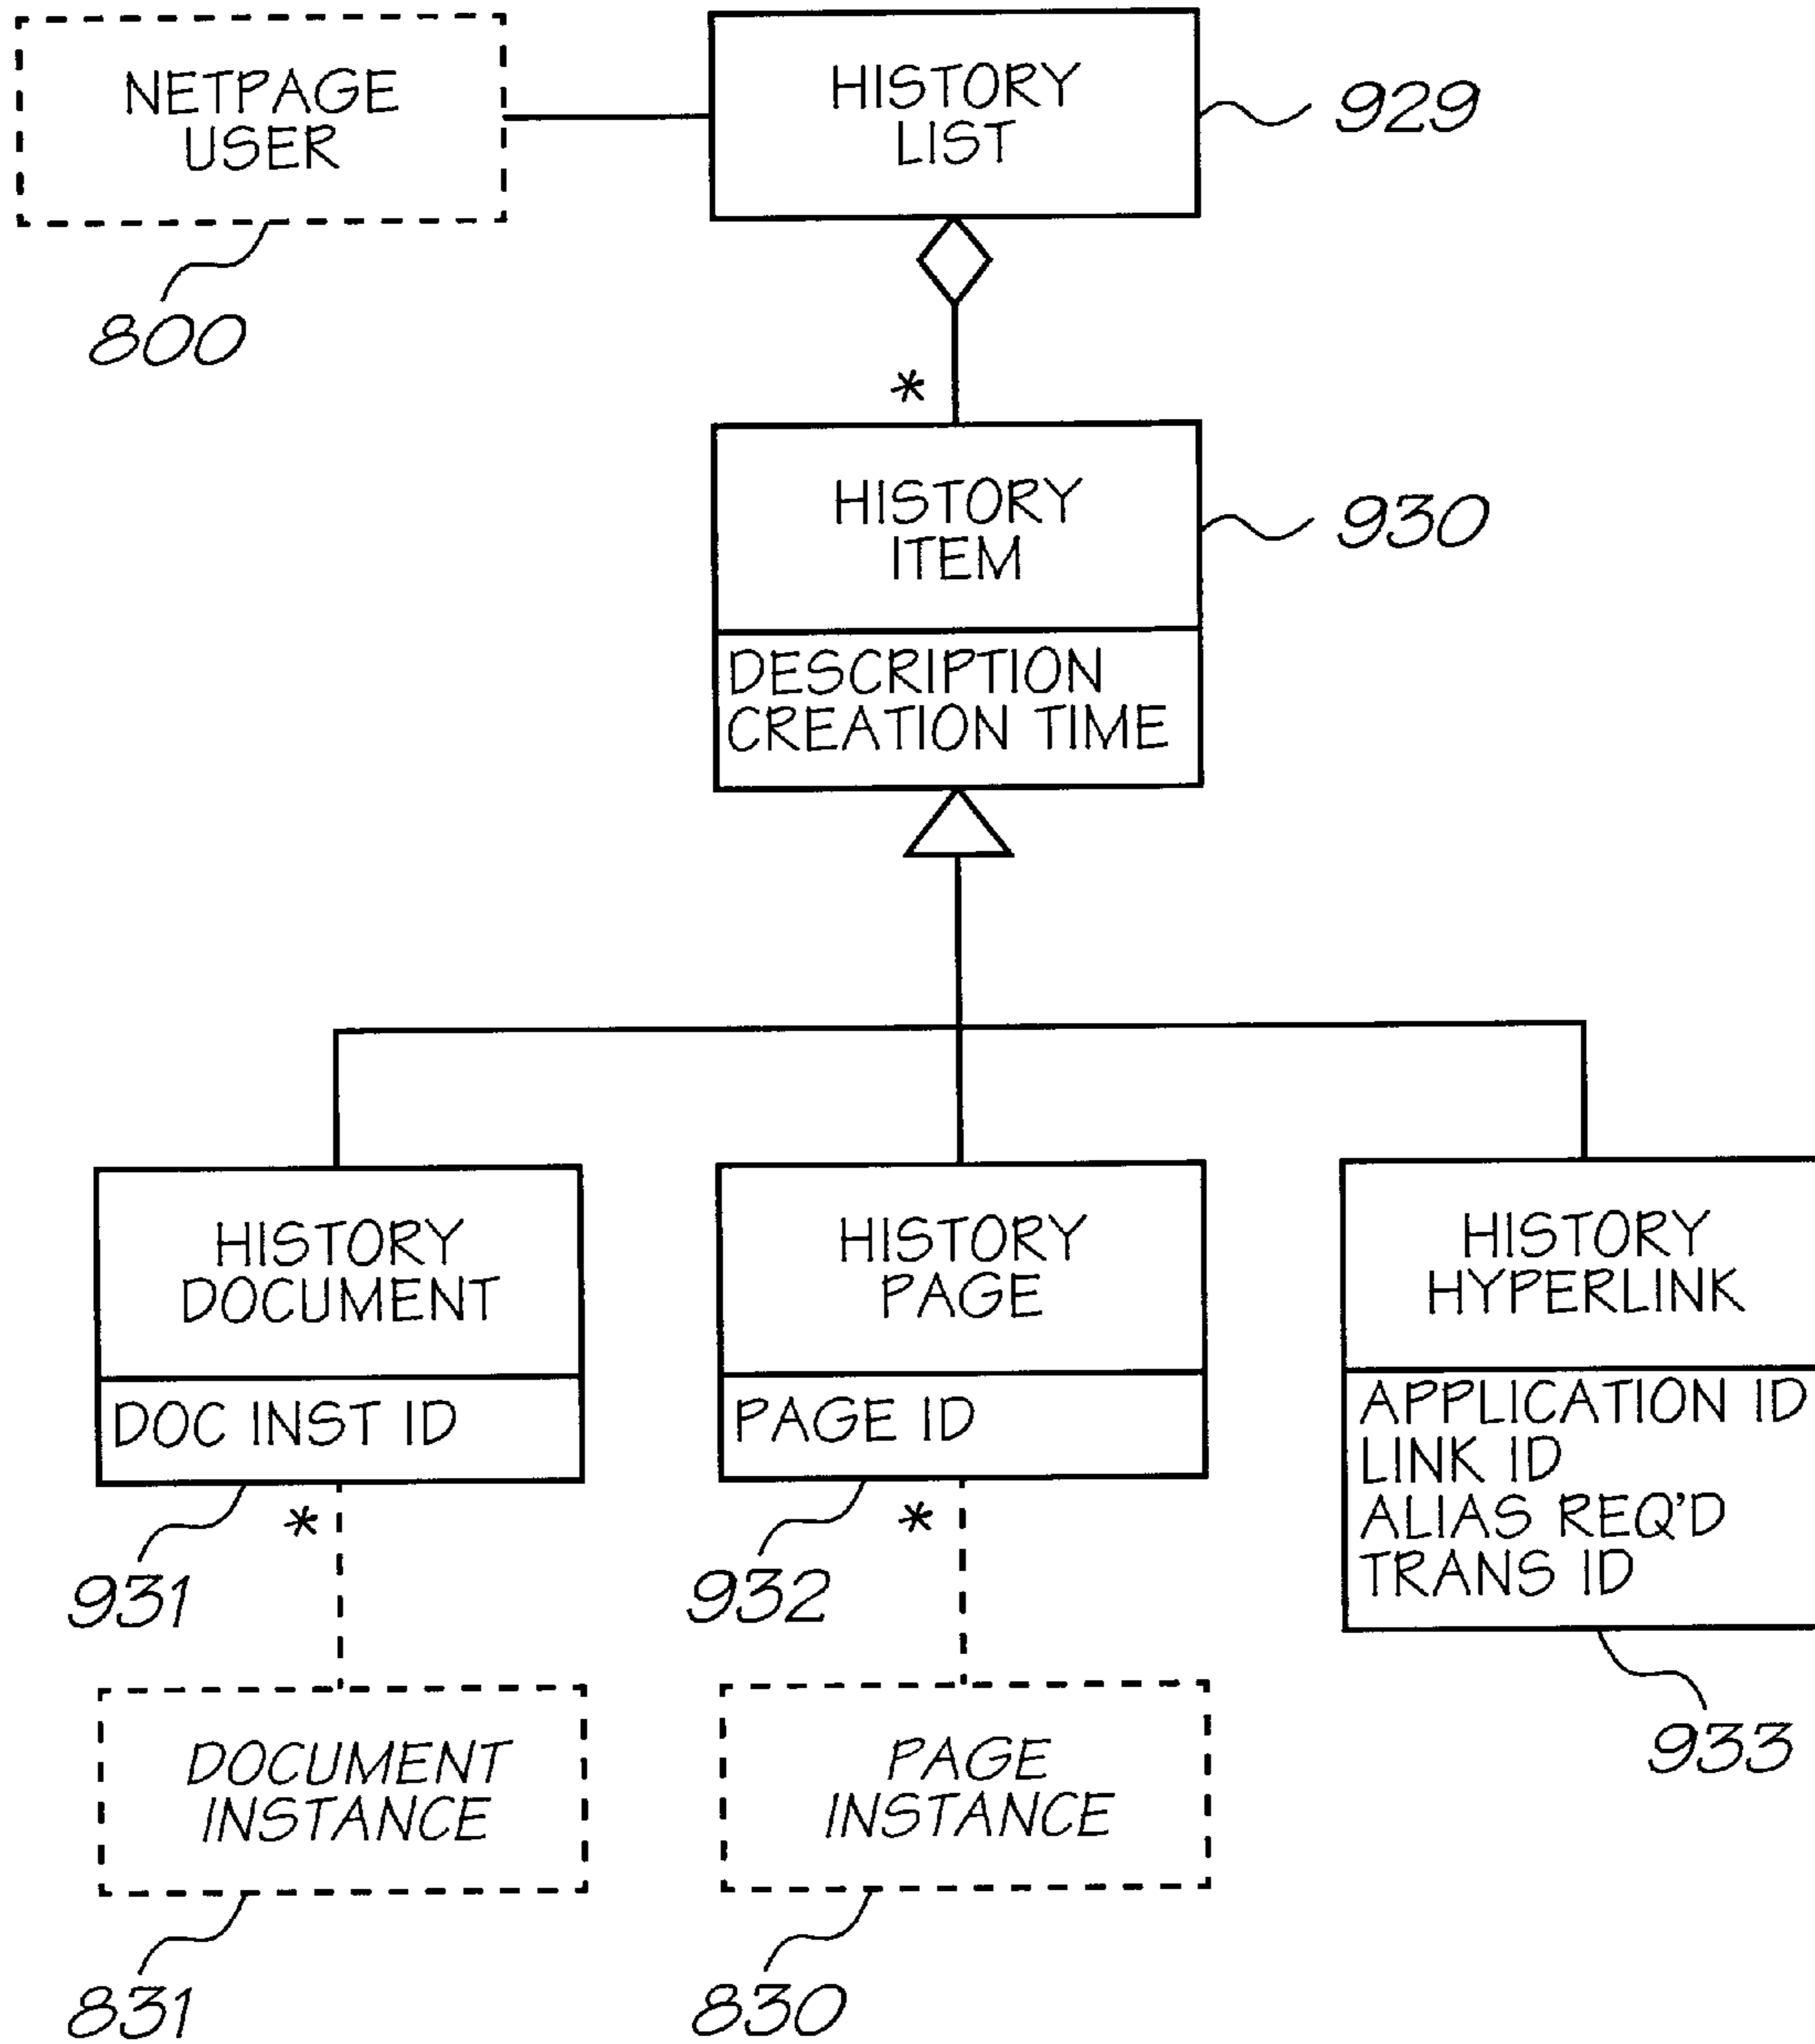 NETPAGE
USER
800
HISTORY
LIST
929
*
HISTORY
ITEM
930
DESCRIPTION
CREATION TIME
HISTORY
DOCUMENT
DOC INST ID
931
*
HISTORY
PAGE
PAGE ID
932
*
HISTORY
HYPERLINK
APPLICATION ID
LINK ID
ALIAS REQ'D
TRANS ID
933
DOCUMENT
INSTANCE
831
PAGE
INSTANCE
830